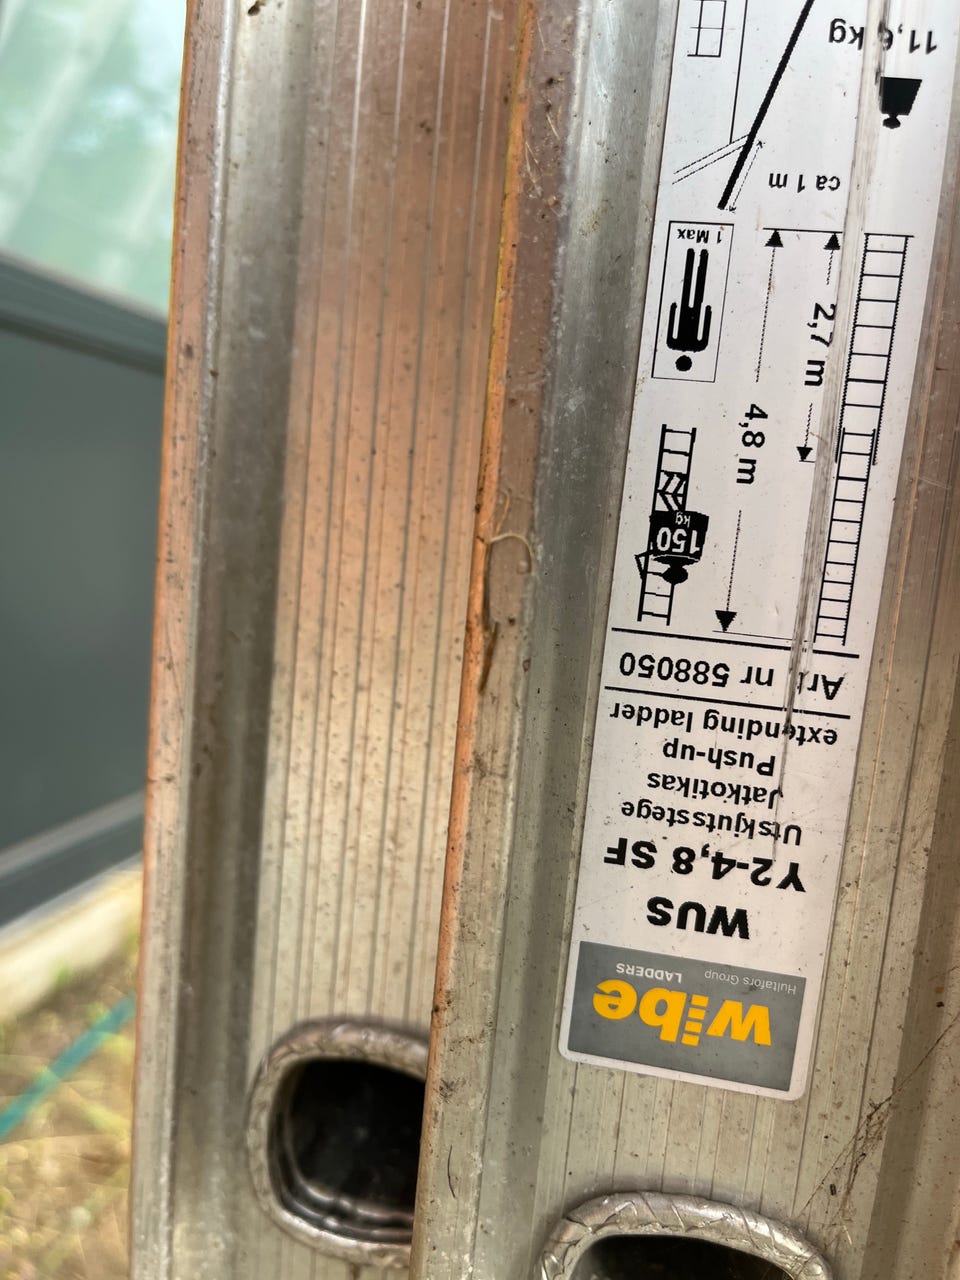 wibe
LADDERS
Hultafors Group
WUS
Y2-4,8 SF
Utskjutsstege
Jatkotikas
Push-up
extending ladder
Art nr 588050
150
kg
4,8 m
2,7 m
1 Max
ca 1 m
11,6 kg